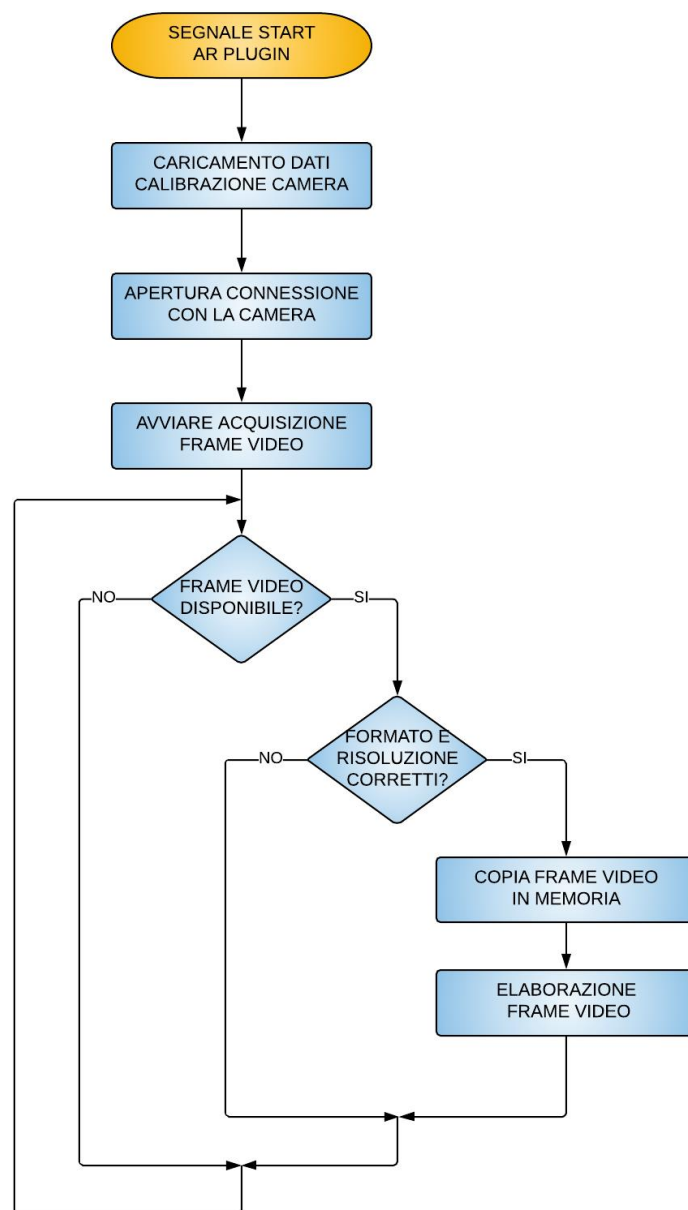 SEGNALE START
AR PLUGIN
CARICAMENTO DATI
CALIBRAZIONE CAMERA
APERTURA CONNESSIONE
CON LA CAMERA
AVVIARE ACQUISIZIONE
FRAME VIDEO
FRAME VIDEO
DISPONIBILE?
NO
SI
FORMATO E
RISOLUZIONE
CORRETTI?
NO
SI
COPIA FRAME VIDEO
IN MEMORIA
ELABORAZIONE
FRAME VIDEO